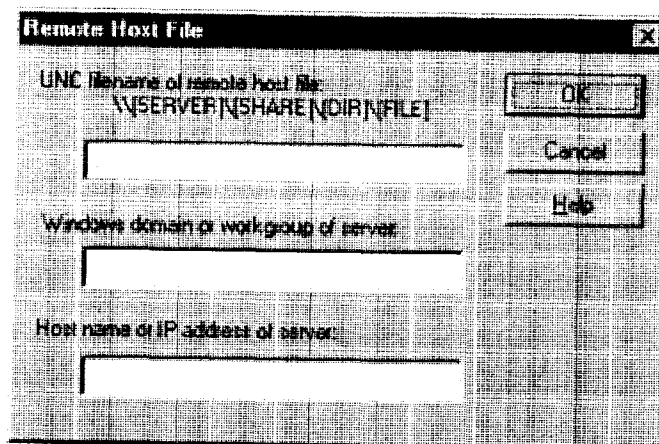 Remote Host File
UNC filename of remote host file:
\\[SERVER]\[SHARE]\[DIR]\[FILE]
OK
Cancel
Help
Windows domain or workgroup of server:
Host name or IP address of server: